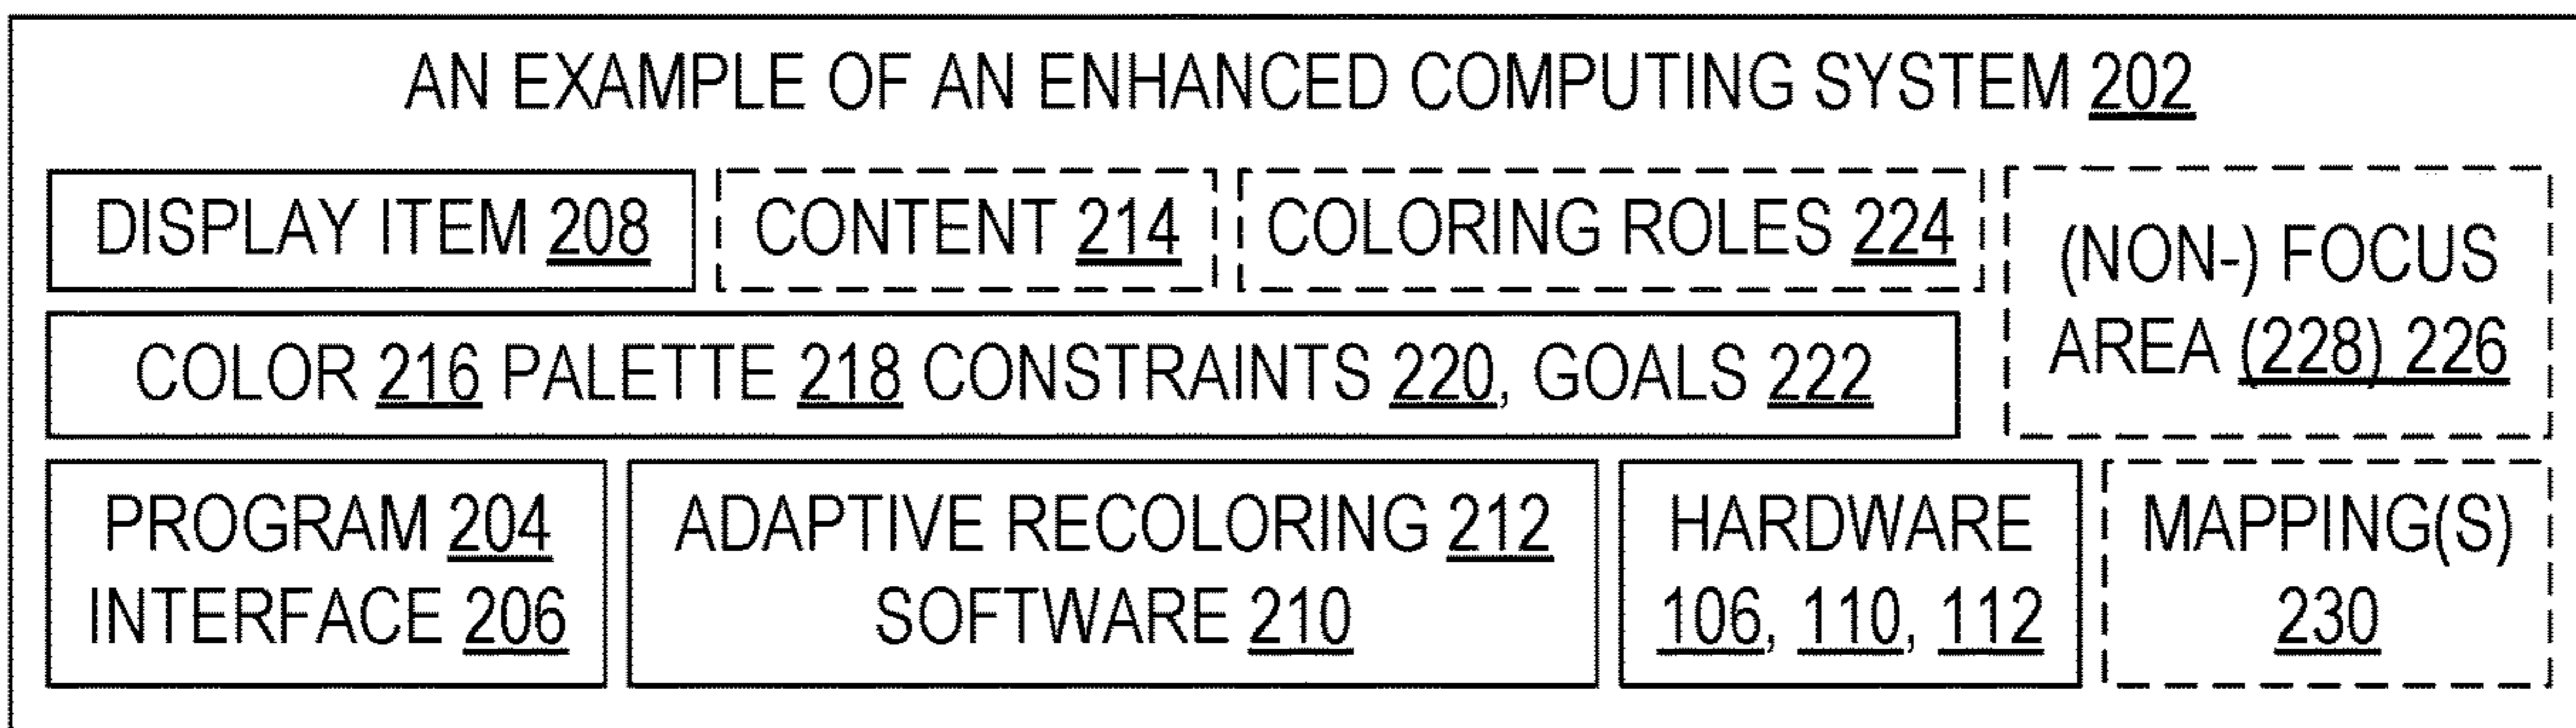 AN EXAMPLE OF AN ENHANCED COMPUTING SYSTEM 202
DISPLAY ITEM 208
CONTENT 214
COLORING ROLES 224
(NON-) FOCUS
AREA (228) 226
COLOR 216 PALETTE 218 CONSTRAINTS 220, GOALS 222
PROGRAM 204
INTERFACE 206
ADAPTIVE RECOLORING 212
SOFTWARE 210
HARDWARE
106, 110, 112
MAPPING(S)
230